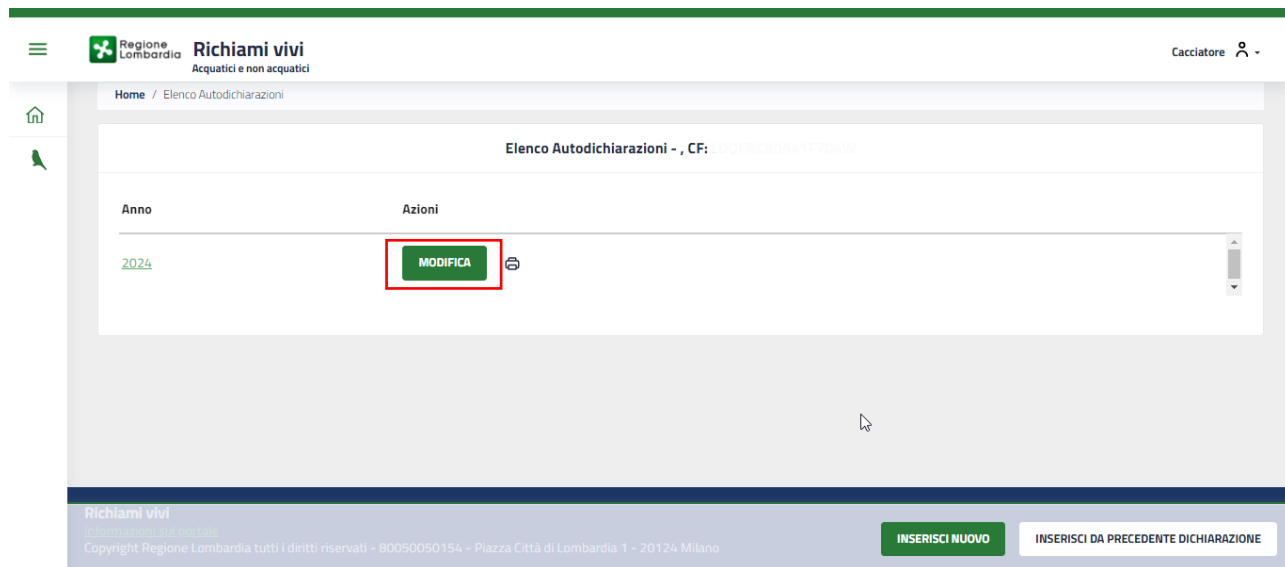 Regione
Lombardia
Richiami vivi
Acquatici e non acquatici
Cacciatore
Home / Elenco Autodichiarazioni
Elenco Autodichiarazioni - , CF:
Anno Azioni
2024 MODIFICA
Richiami vivi
Informazioni sul portale
Copyright Regione Lombardia tutti i diritti riservati - 80050050154 - Piazza Città di Lombardia 1 - 20124 Milano
INSERISCI NUOVO INSERISCI DA PRECEDENTE DICHIARAZIONE